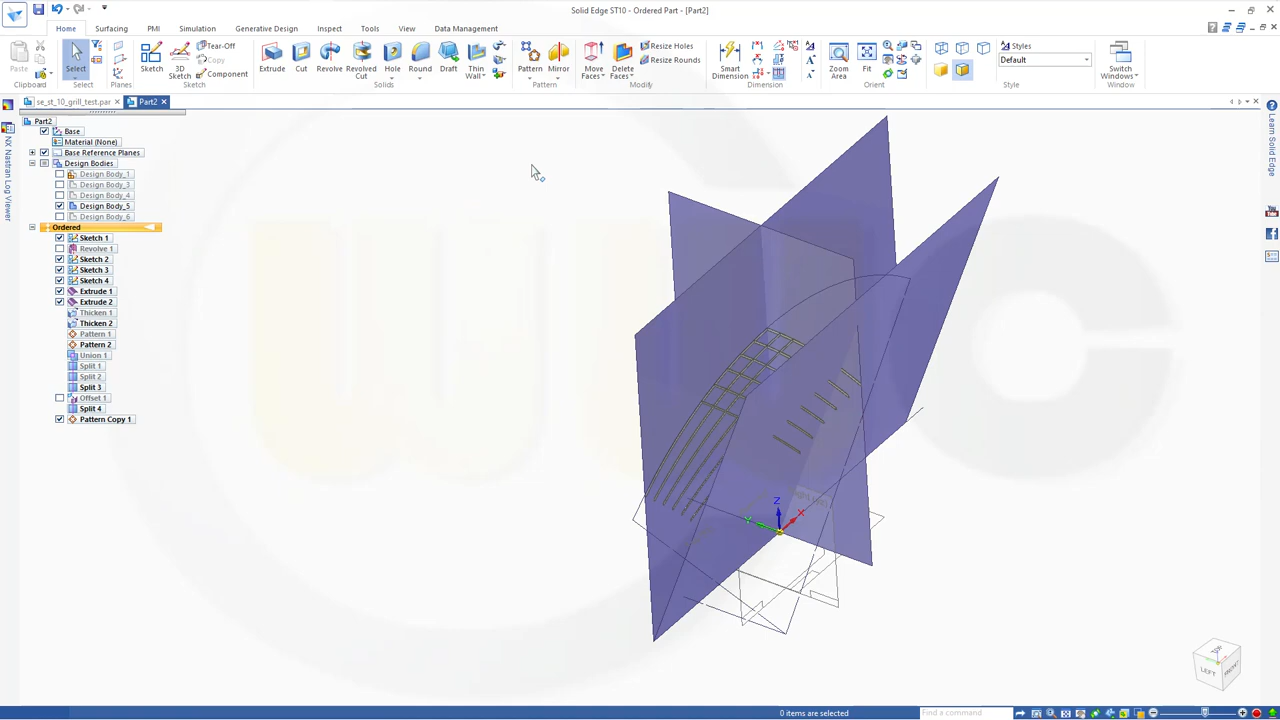 Solid Edge ST10 - Ordered Part - [Part2]
Home Surfacing PMI Simulation Generative Design Inspect Tools View Data Management
Paste Select Sketch 3D Sketch Tear-Off Copy Component Extrude Cut Revolve Revolved Cut Hole Round Draft Thin Wall Pattern Mirror Move Faces Delete Faces Resize Holes Resize Rounds Smart Dimension Zoom Area Fit Styles Default Switch Windows
Clipboard Select Planes Sketch Solids Pattern Modify Dimension Orient Style Window
se_st_10_grill_test.par Part2
Part2
Base
Material (None)
Base Reference Planes
Design Bodies
Design Body_1
Design Body_3
Design Body_4
Design Body_5
Design Body_6
Ordered
Sketch 1
Revolve 1
Sketch 2
Sketch 3
Sketch 4
Extrude 1
Extrude 2
Thicken 1
Thicken 2
Pattern 1
Pattern 2
Union 1
Split 1
Split 2
Split 3
Offset 1
Split 4
Pattern Copy 1
NX Nastran Log Viewer
Learn Solid Edge
You Tube
Z
X
Y
TOP
LEFT
FRONT
0 items are selected
Find a command